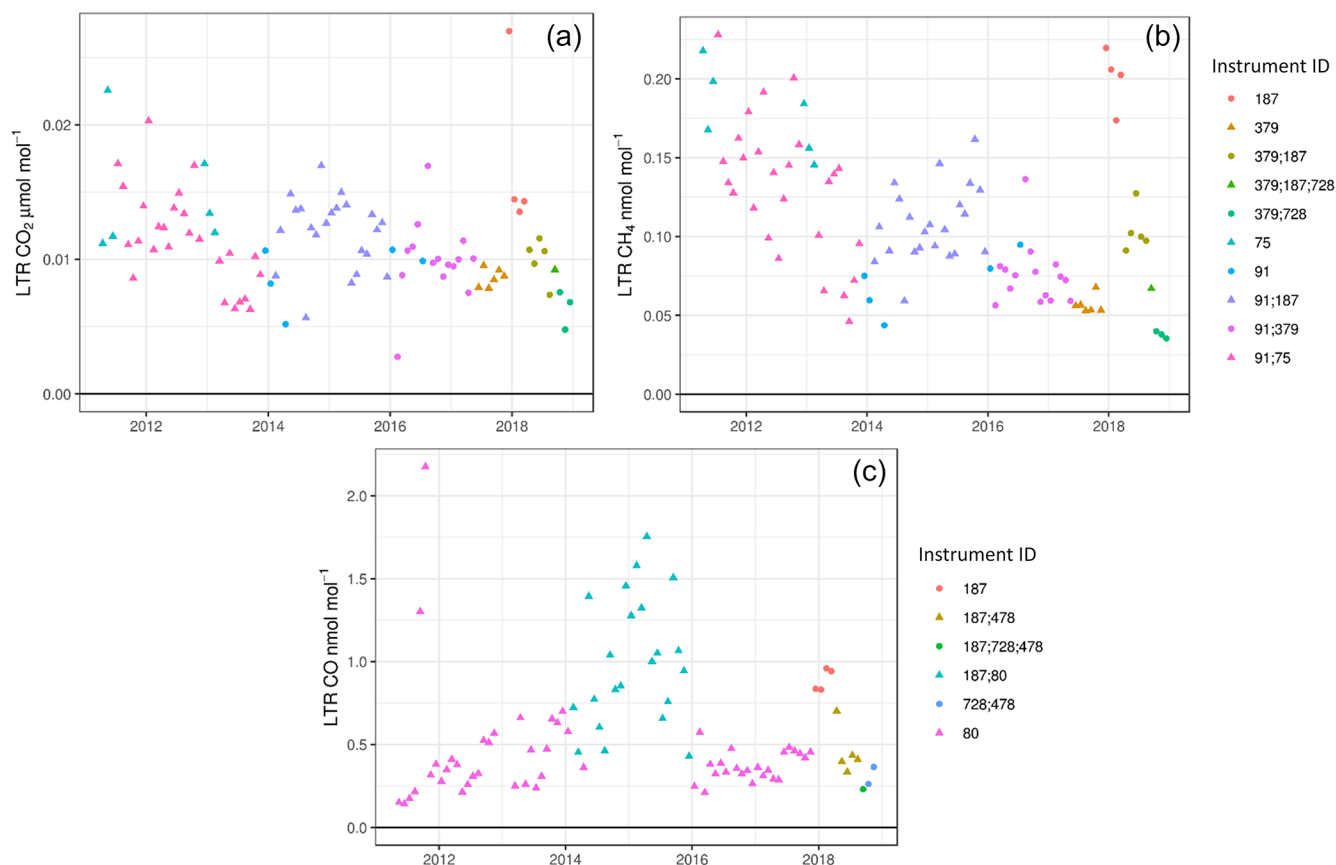 (a)
LTR CO₂ μmol mol⁻¹
0.02
0.01
0.00
2012 2014 2016 2018
(b)
LTR CH₄ nmol mol⁻¹
0.20
0.15
0.10
0.05
0.00
2012 2014 2016 2018
Instrument ID
187
379
379;187
379;187;728
379;728
75
91
91;187
91;379
91;75
(c)
LTR CO nmol mol⁻¹
2.0
1.5
1.0
0.5
0.0
2012 2014 2016 2018
Instrument ID
187
187;478
187;728;478
187;80
728;478
80